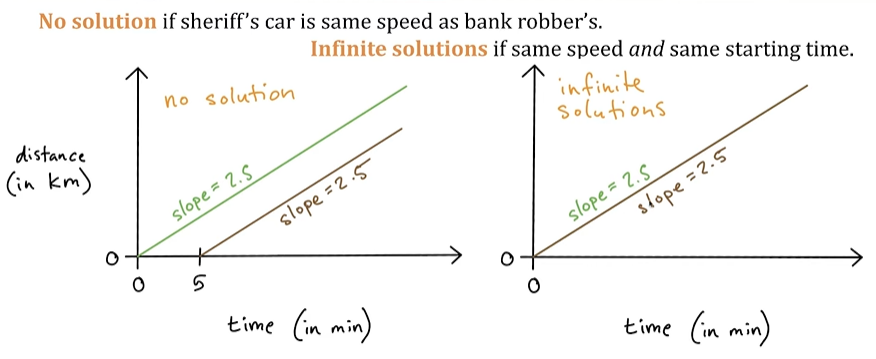 No solution if sheriff's car is same speed as bank robber's.
Infinite solutions if same speed and same starting time.
no solution
distance
(in km)
slope = 2.5
slope = 2.5
0
0
5
time (in min)
infinite
solutions
slope = 2.5
slope = 2.5
0
0
time (in min)